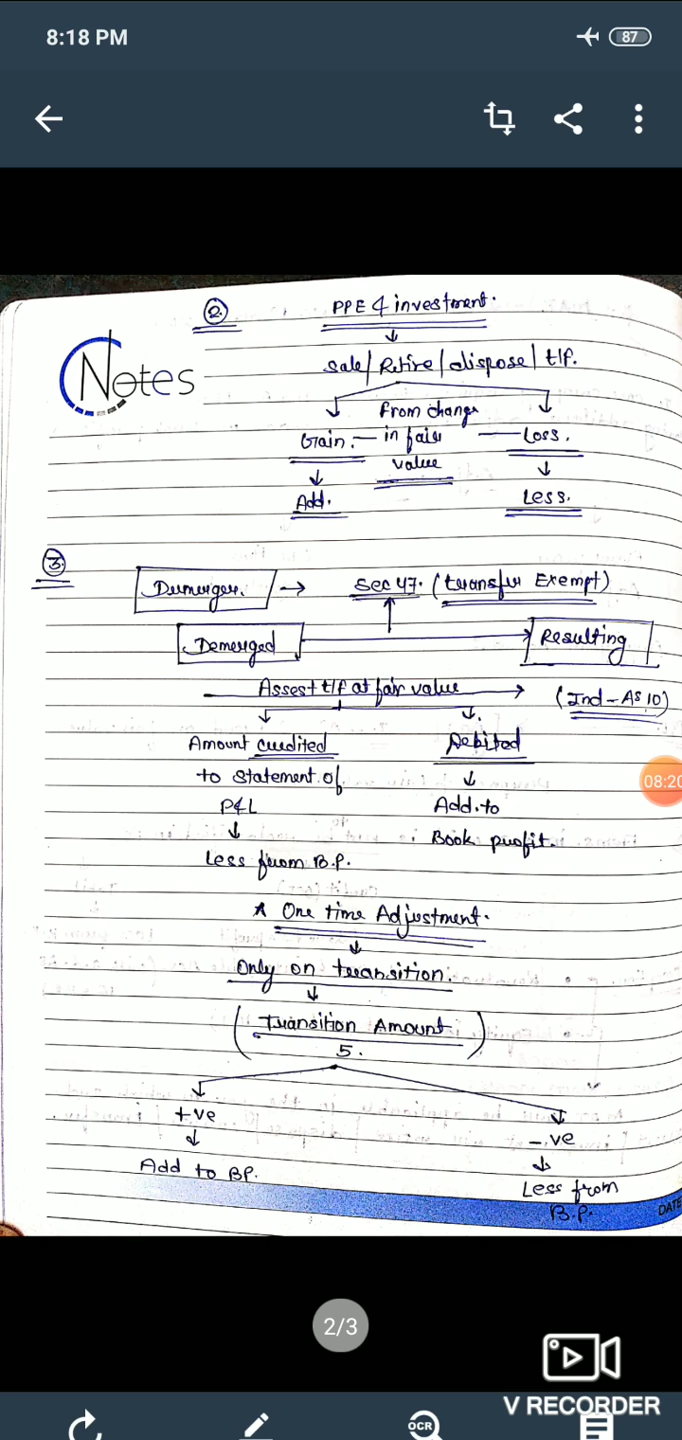 8:18 PM
87
2.
PPE & investment.
Notes
Sale/ Retire/dispose/ t/f.
From change
Gain. — in fair — Loss.
value
Add.
Less.
3.
Demerger. → Sec 47. (transfer Exempt)
Demerged
Resulting
Assest t/f at fair value
(Ind-AS 10)
Amount credited
Debited
to statement of
P&L
Add to
Book profit.
Less from B.P.
08:20
* One time Adjustment.
Only on transition.
(Transition Amount)
5.
+ve
- ve
Add to BP.
Less from
B.P.
DATE
2/3
V RECORDER
OCR